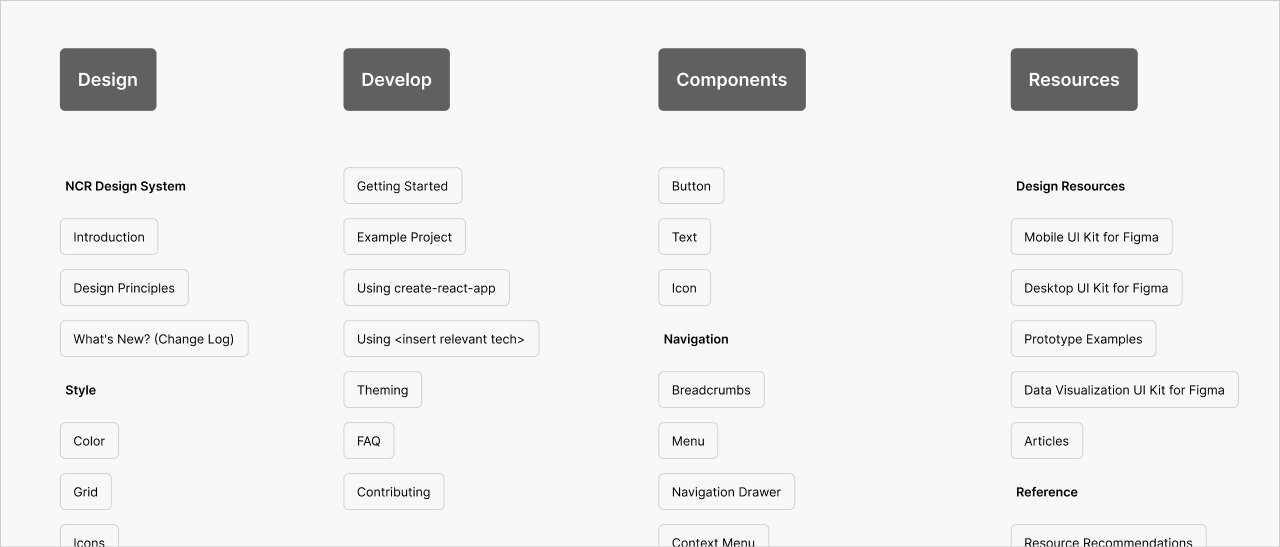 Design
NCR Design System
Introduction
Design Principles
What's New? (Change Log)
Style
Color
Grid
Icons
Develop
Getting Started
Example Project
Using create-react-app
Using <insert relevant tech>
Theming
FAQ
Contributing
Components
Button
Text
Icon
Navigation
Breadcrumbs
Menu
Navigation Drawer
Context Menu
Resources
Design Resources
Mobile UI Kit for Figma
Desktop UI Kit for Figma
Prototype Examples
Data Visualization UI Kit for Figma
Articles
Reference
Resource Recommendations